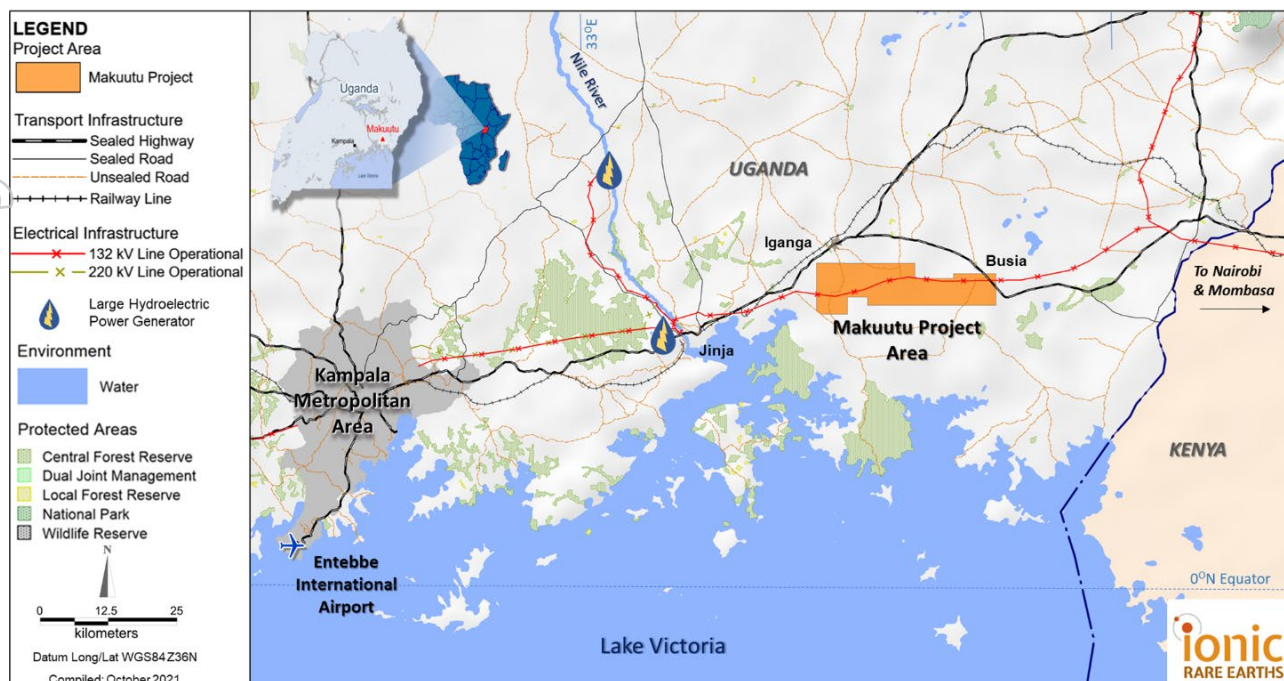 LEGEND
Project Area
Makuutu Project
Transport Infrastructure
Sealed Highway
Sealed Road
Unsealed Road
Railway Line
Electrical Infrastructure
132 kV Line Operational
220 kV Line Operational
Large Hydroelectric
Power Generator
Environment
Water
Protected Areas
Central Forest Reserve
Dual Joint Management
Local Forest Reserve
National Park
Wildlife Reserve
N
0 12.5 25
kilometers
Datum Long/Lat WGS84 Z36N
Compiled: October 2021
Uganda
Makuutu
Kampala
Lake Victoria
33°E
Nile River
UGANDA
Iganga
Busia
To Nairobi
& Mombasa
Makuutu Project
Area
Jinja
Kampala
Metropolitan
Area
KENYA
Entebbe
International
Airport
0°N Equator
Lake Victoria
ionic
RARE EARTHS